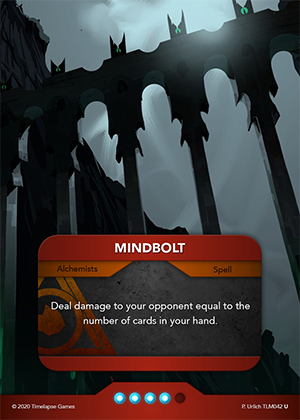 MINDBOLT
Alchemists Spell
Deal damage to your opponent equal to the
number of cards in your hand.
© 2020 Timelapse Games P. Urlich TLM042 U